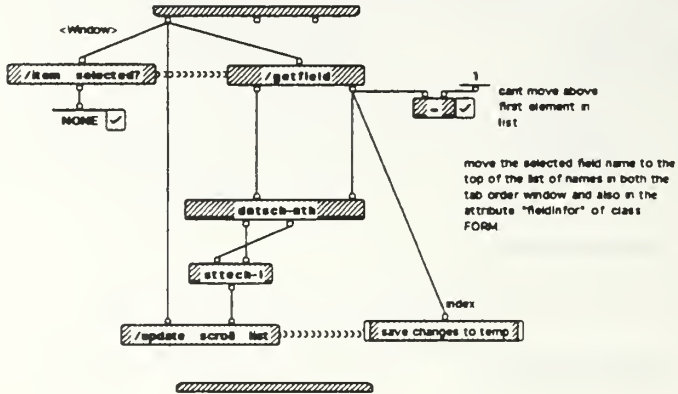 <Window>
/item selected?
/getfield
1
NONE
=
cant move above
first element in
list
move the selected field name to the
top of the list of names in both the
tab order window and also in the
attribute "fieldinfor" of class
FORM.
detach-nth
attach-l
index
/update scroll list
save changes to temp